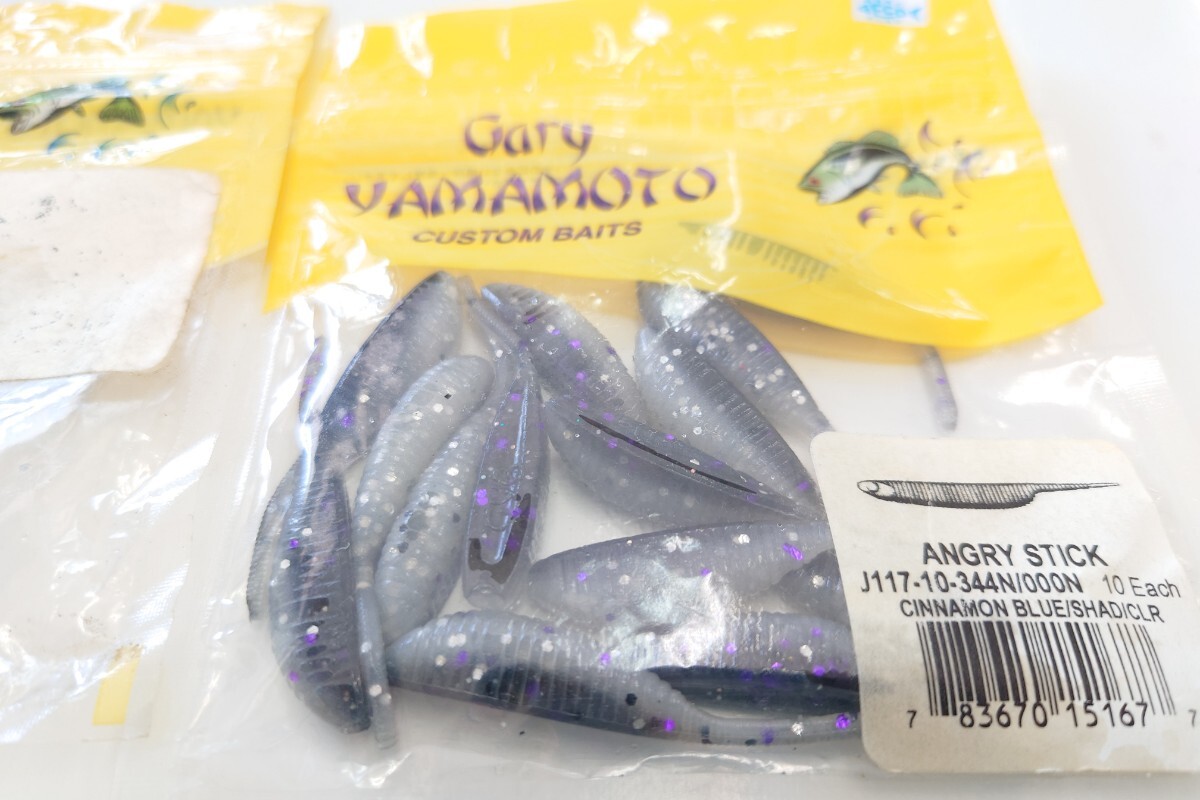 Gary
YAMAMOTO
CUSTOM BAITS
ANGRY STICK
J117-10-344N/000N 10 Each
CINNAMON BLUE/SHAD/CLR
7 83670 15167 7